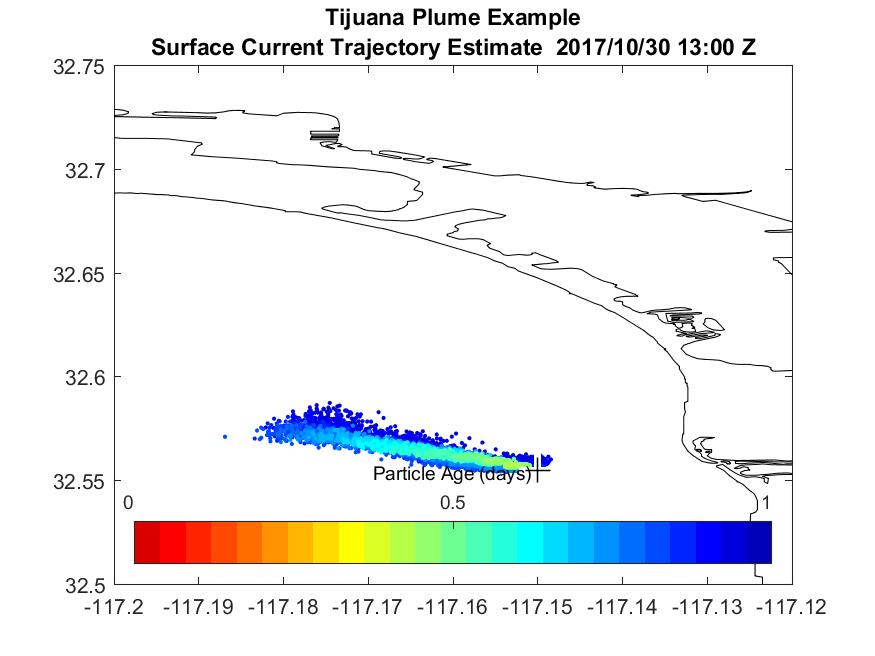 Tijuana Plume Example
Surface Current Trajectory Estimate 2017/10/30 13:00 Z
32.75
32.7
32.65
32.6
32.55
Particle Age (days)
0 0.5 1
32.5
-117.2 -117.19 -117.18 -117.17 -117.16 -117.15 -117.14 -117.13 -117.12